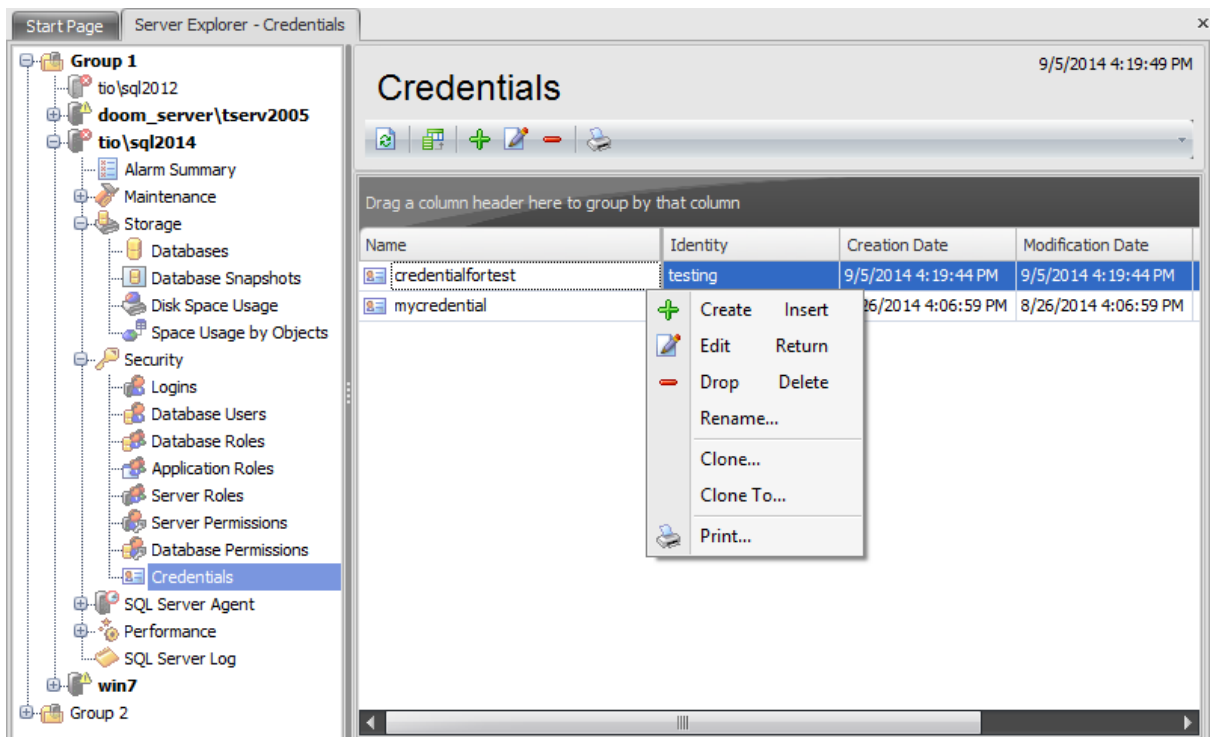 Start Page Server Explorer - Credentials x
Group 1
tio\sql2012
doom_server\tserv2005
tio\sql2014
Alarm Summary
Maintenance
Storage
Databases
Database Snapshots
Disk Space Usage
Space Usage by Objects
Security
Logins
Database Users
Database Roles
Application Roles
Server Roles
Server Permissions
Database Permissions
Credentials
SQL Server Agent
Performance
SQL Server Log
win7
Group 2
9/5/2014 4:19:49 PM
Credentials
Drag a column header here to group by that column
Name Identity Creation Date Modification Date
credentialfortest testing 9/5/2014 4:19:44 PM 9/5/2014 4:19:44 PM
mycredential 26/2014 4:06:59 PM 8/26/2014 4:06:59 PM
Create Insert
Edit Return
Drop Delete
Rename...
Clone...
Clone To...
Print...